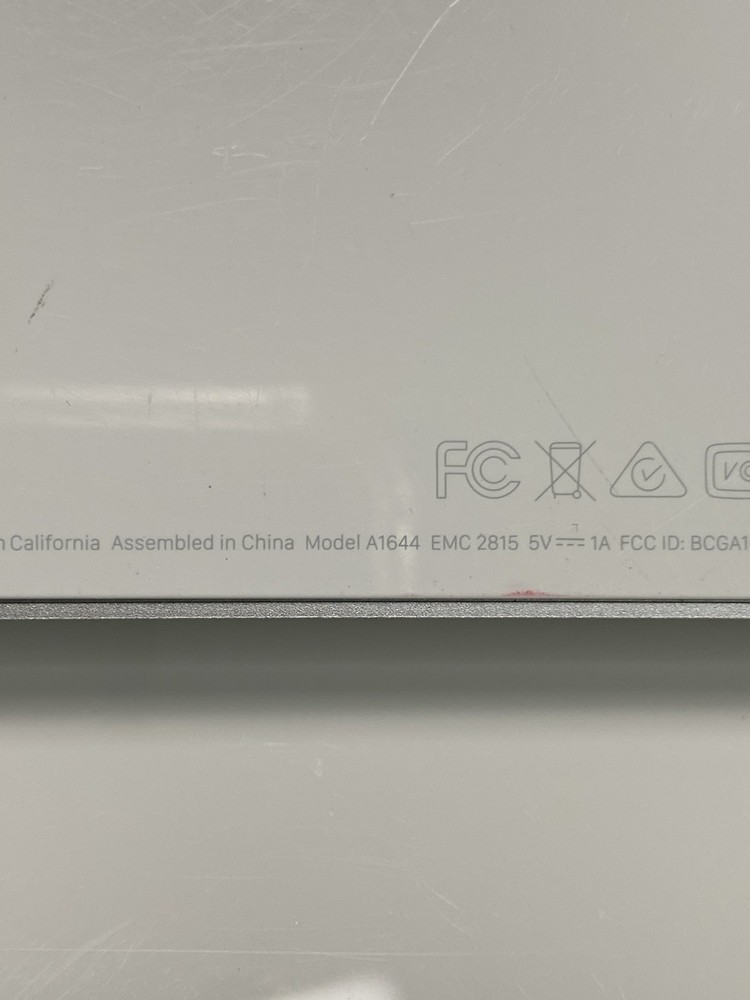 FC
California Assembled in China Model A1644 EMC 2815 5V⎓1A FCC ID: BCGA1